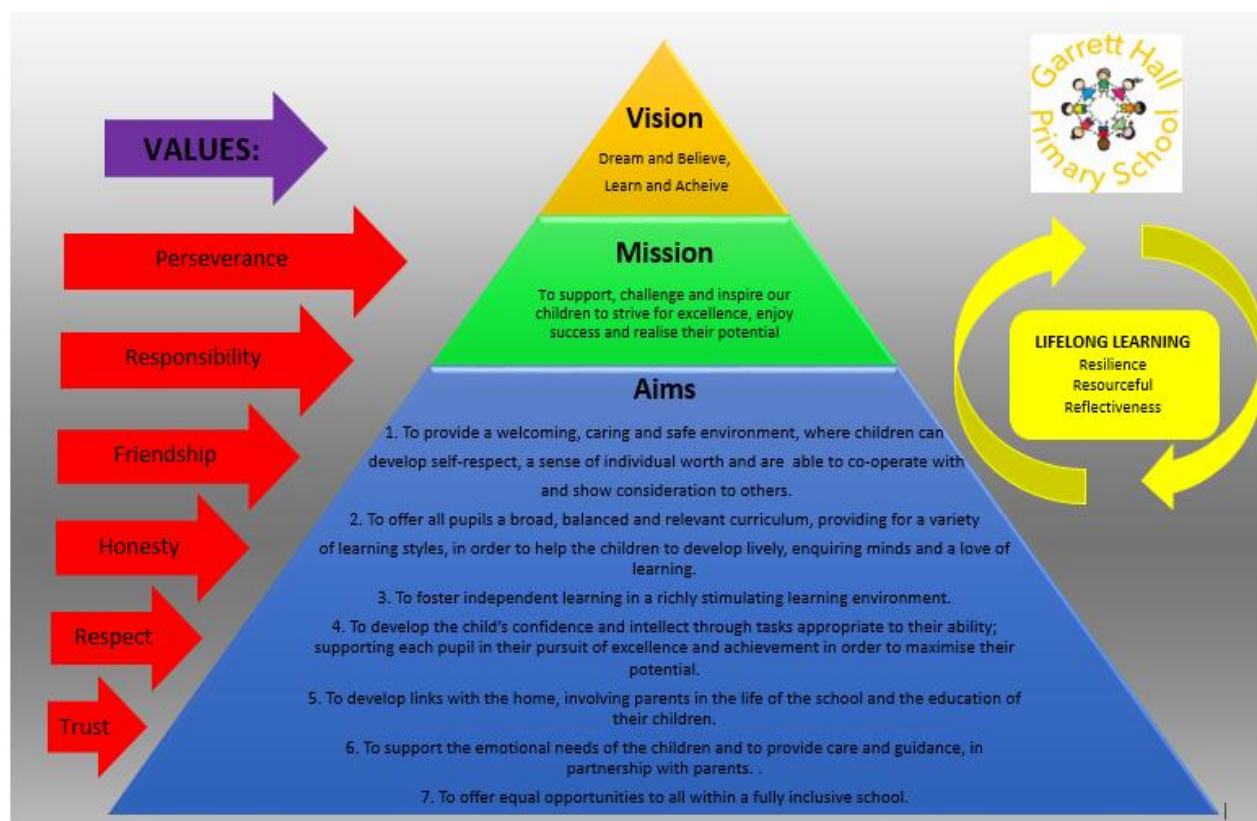 VALUES:
Perseverance
Responsibility
Friendship
Honesty
Respect
Trust
Vision
Dream and Believe,
Learn and Acheive
Mission
To support, challenge and inspire our
children to strive for excellence, enjoy
success and realise their potential
Aims
1. To provide a welcoming, caring and safe environment, where children can
develop self-respect, a sense of individual worth and are able to co-operate with
and show consideration to others.
2. To offer all pupils a broad, balanced and relevant curriculum, providing for a variety
of learning styles, in order to help the children to develop lively, enquiring minds and a love of
learning.
3. To foster independent learning in a richly stimulating learning environment.
4. To develop the child's confidence and intellect through tasks appropriate to their ability;
supporting each pupil in their pursuit of excellence and achievement in order to maximise their
potential.
5. To develop links with the home, involving parents in the life of the school and the education of
their children.
6. To support the emotional needs of the children and to provide care and guidance, in
partnership with parents. .
7. To offer equal opportunities to all within a fully inclusive school.
Garrett Hall
Primary School
LIFELONG LEARNING
Resilience
Resourceful
Reflectiveness